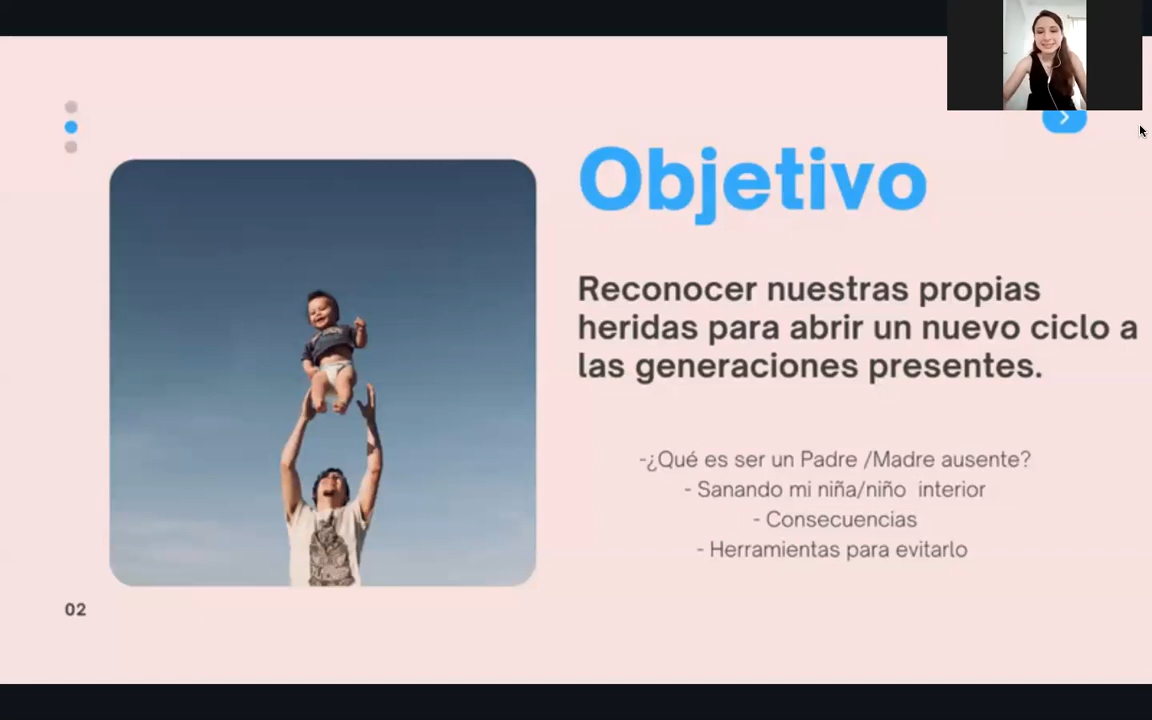 Objetivo
Reconocer nuestras propias
heridas para abrir un nuevo ciclo a
las generaciones presentes.
-¿Qué es ser un Padre /Madre ausente?
- Sanando mi niña/niño  interior
- Consecuencias
- Herramientas para evitarlo
02